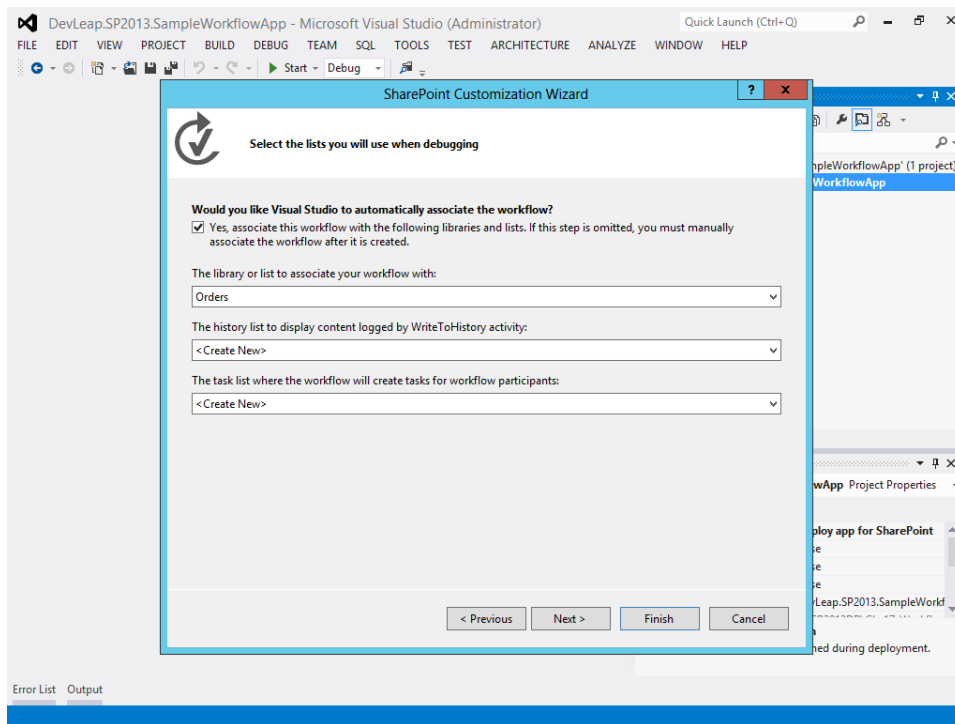 DevLeap.SP2013.SampleWorkflowApp - Microsoft Visual Studio (Administrator)
Quick Launch (Ctrl+Q)
FILE EDIT VIEW PROJECT BUILD DEBUG TEAM SQL TOOLS TEST ARCHITECTURE ANALYZE WINDOW HELP
Start Debug
SharePoint Customization Wizard
?
x
Select the lists you will use when debugging
mpleWorkflowApp' (1 project)
WorkflowApp
Would you like Visual Studio to automatically associate the workflow?
Yes, associate this workflow with the following libraries and lists. If this step is omitted, you must manually
associate the workflow after it is created.
The library or list to associate your workflow with:
Orders
The history list to display content logged by WriteToHistory activity:
<Create New>
The task list where the workflow will create tasks for workflow participants:
<Create New>
wApp Project Properties
ploy app for SharePoint
se
se
se
vLeap.SP2013.SampleWorkf
< Previous
Next >
Finish
Cancel
ned during deployment.
Error List Output